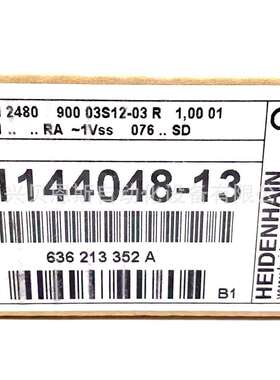 2480 900 03S12-03 R 1,00 01
.. .. RA ~1Vss 076 .. SD
1144048-13
636 213 352 A
B1
HEIDENHAIN